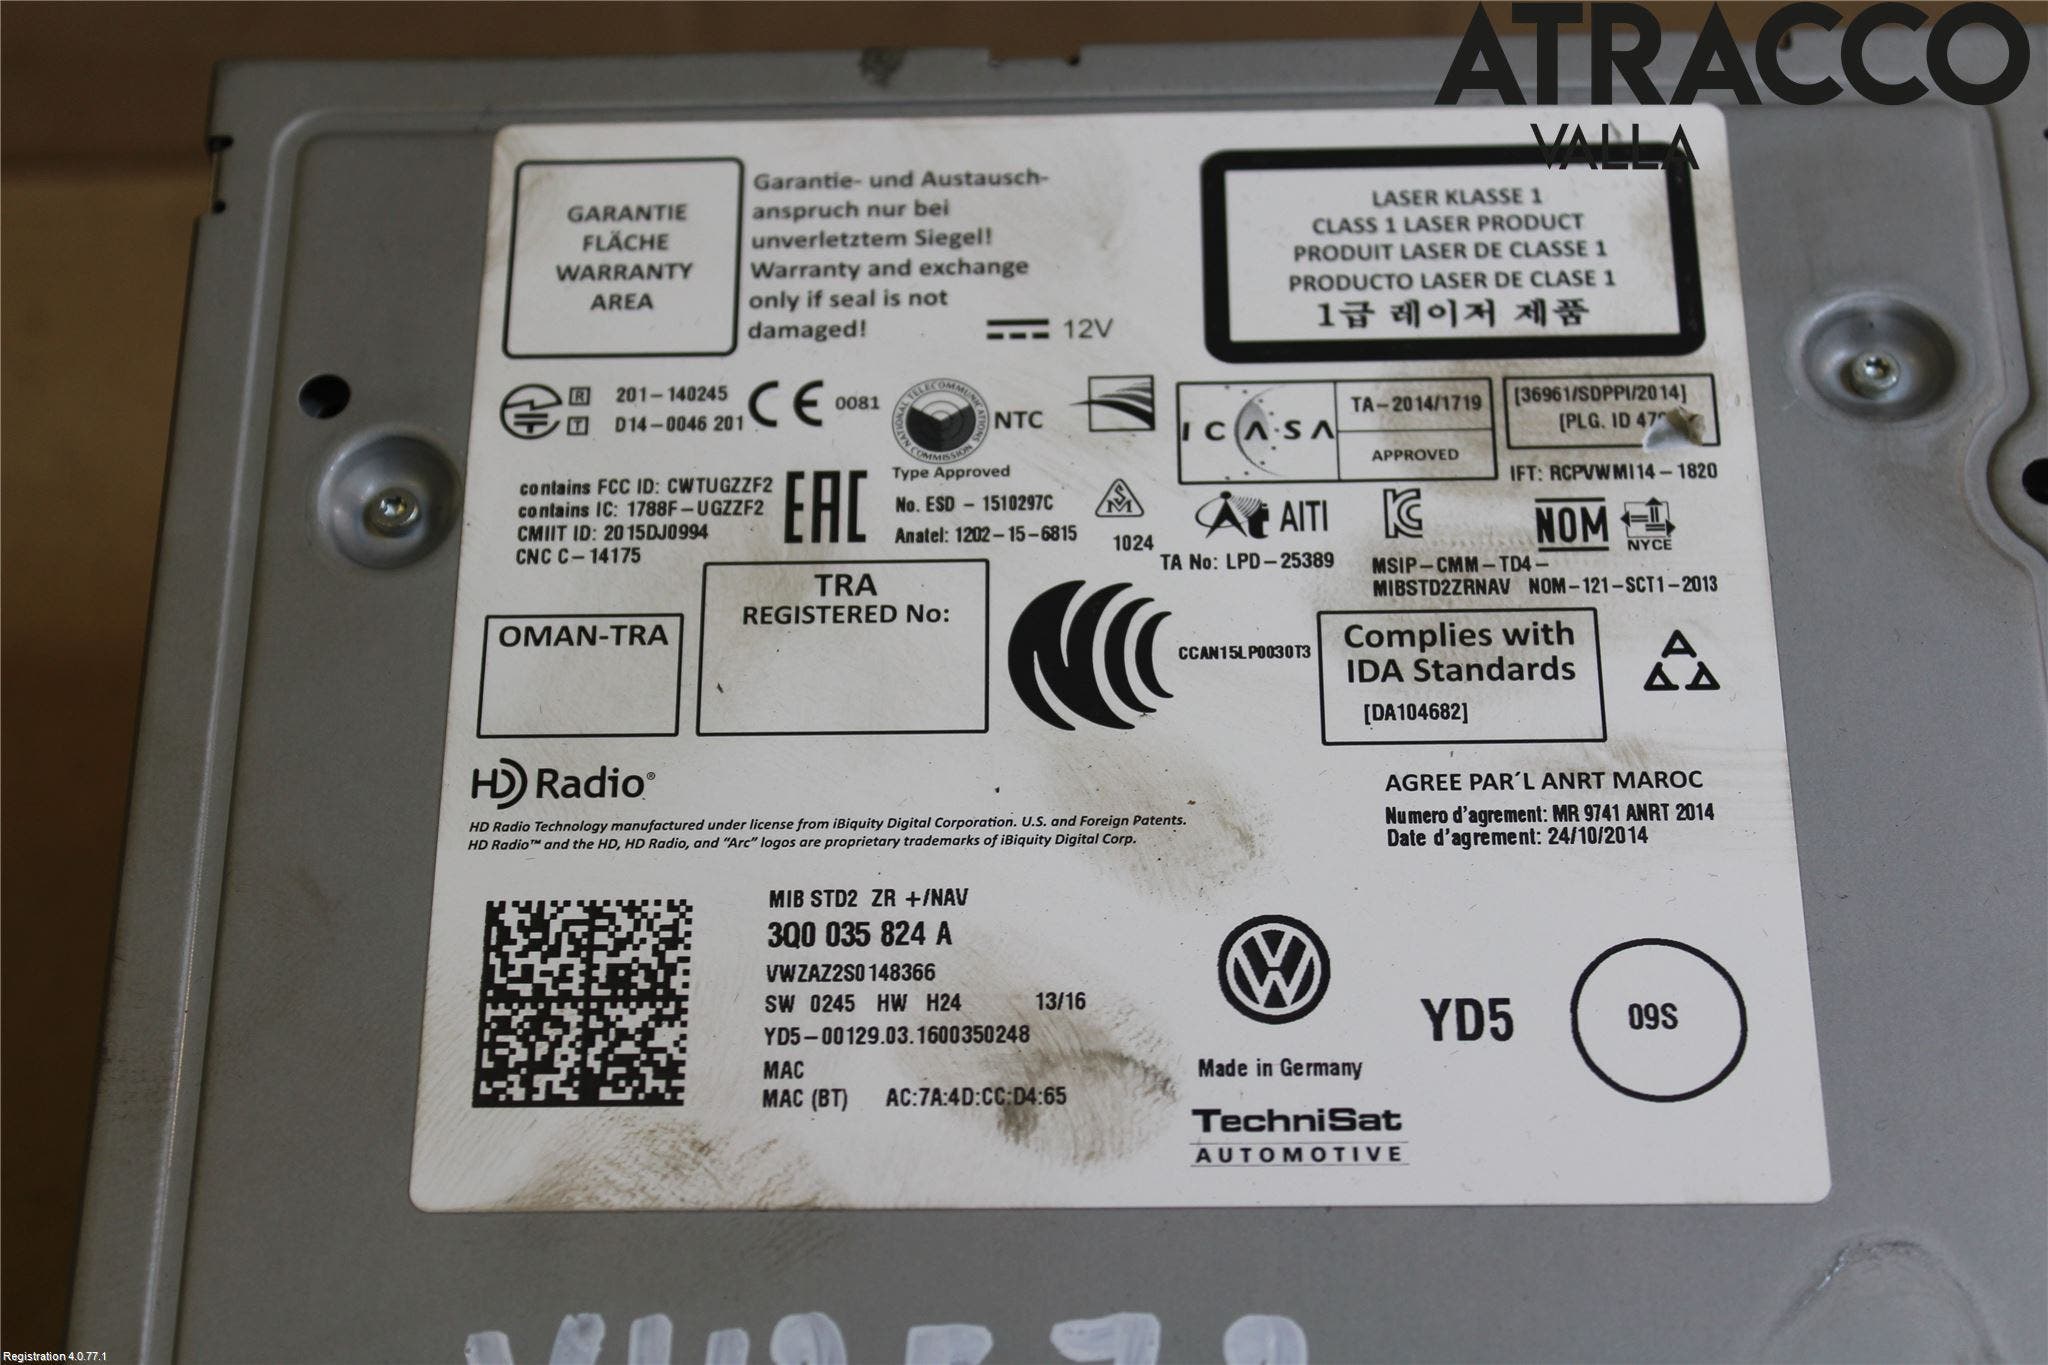 ATRACCO
VALLA
GARANTIE
FLÄCHE
WARRANTY
AREA
Garantie- und Austausch-
anspruch nur bei
unverletztem Siegel!
Warranty and exchange
only if seal is not
damaged!
12V
LASER KLASSE 1
CLASS 1 LASER PRODUCT
PRODUIT LASER DE CLASSE 1
PRODUCTO LASER DE CLASE 1
1급 레이저 제품
R 201-140245
T D14-0046 201
CE 0081
NATIONAL TELECOMMUNICATIONS COMMISSION
NTC
Type Approved
No. ESD - 1510297C
Anatel: 1202-15-6815
ICASA
TA-2014/1719
APPROVED
[36961/SDPPI/2014]
[PLG. ID
IFT: RCPVWMI14-1820
contains FCC ID: CWTUGZZF2
contains IC: 1788F-UGZZF2
CMIIT ID: 2015DJ0994
CNC C-14175
EAC
1024
AITI
TA No: LPD-25389
KC
MSIP-CMM-TD4-
MIBSTD2ZRNAV
NOM
NYCE
NOM-121-SCT1-2013
OMAN-TRA
TRA
REGISTERED No:
CCAN15LP0030T3
Complies with
IDA Standards
[DA104682]
HD Radio®
HD Radio Technology manufactured under license from iBiquity Digital Corporation. U.S. and Foreign Patents.
HD Radio™ and the HD, HD Radio, and “Arc” logos are proprietary trademarks of iBiquity Digital Corp.
AGREE PAR´L ANRT MAROC
Numero d'agrement: MR 9741 ANRT 2014
Date d'agrement: 24/10/2014
MIB STD2 ZR +/NAV
3Q0 035 824 A
VWZAZ2S0148366
SW 0245 HW H24 13/16
YD5-00129.03.1600350248
MAC
MAC (BT) AC:7A:4D:CC:D4:65
VW
Made in Germany
TechniSat
AUTOMOTIVE
YD5
09S
Registration 4.0.77.1